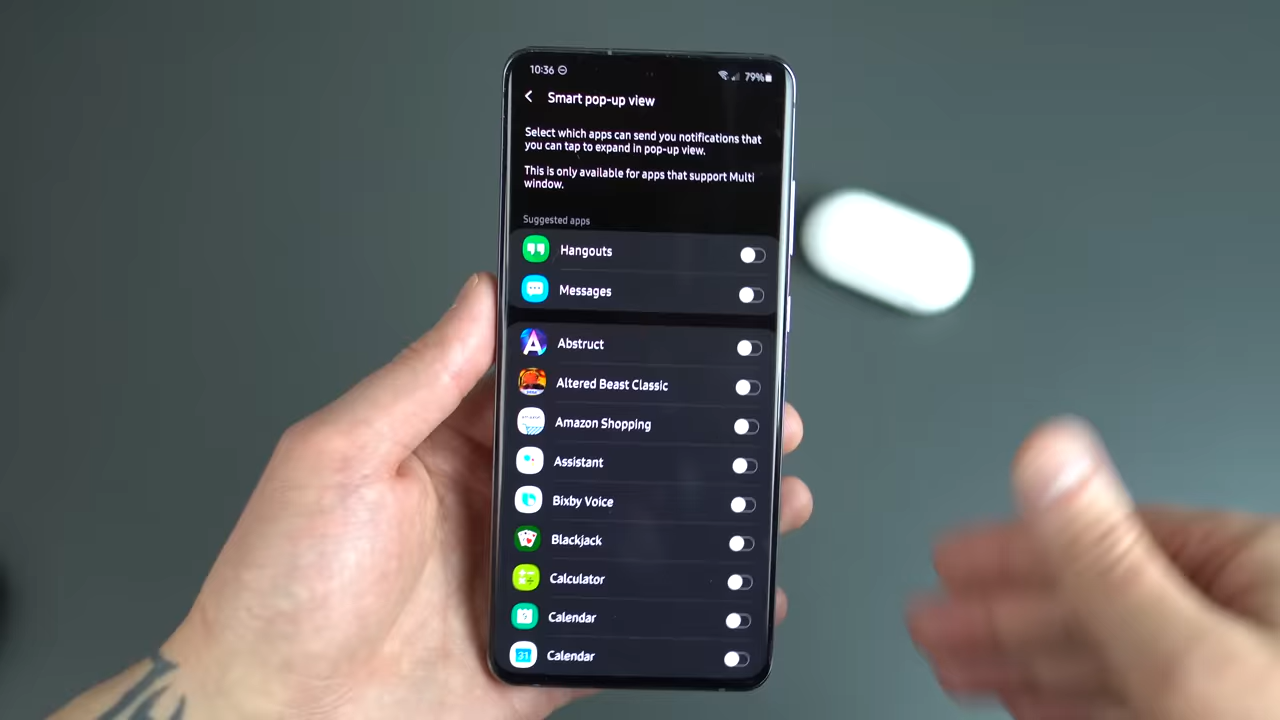 10:36
79%
Smart pop-up view
Select which apps can send you notifications that
you can tap to expand in pop-up view.
This is only available for apps that support Multi
window.
Suggested apps
Hangouts
Messages
Abstruct
Altered Beast Classic
Amazon Shopping
Assistant
Bixby Voice
Blackjack
Calculator
Calendar
31 Calendar